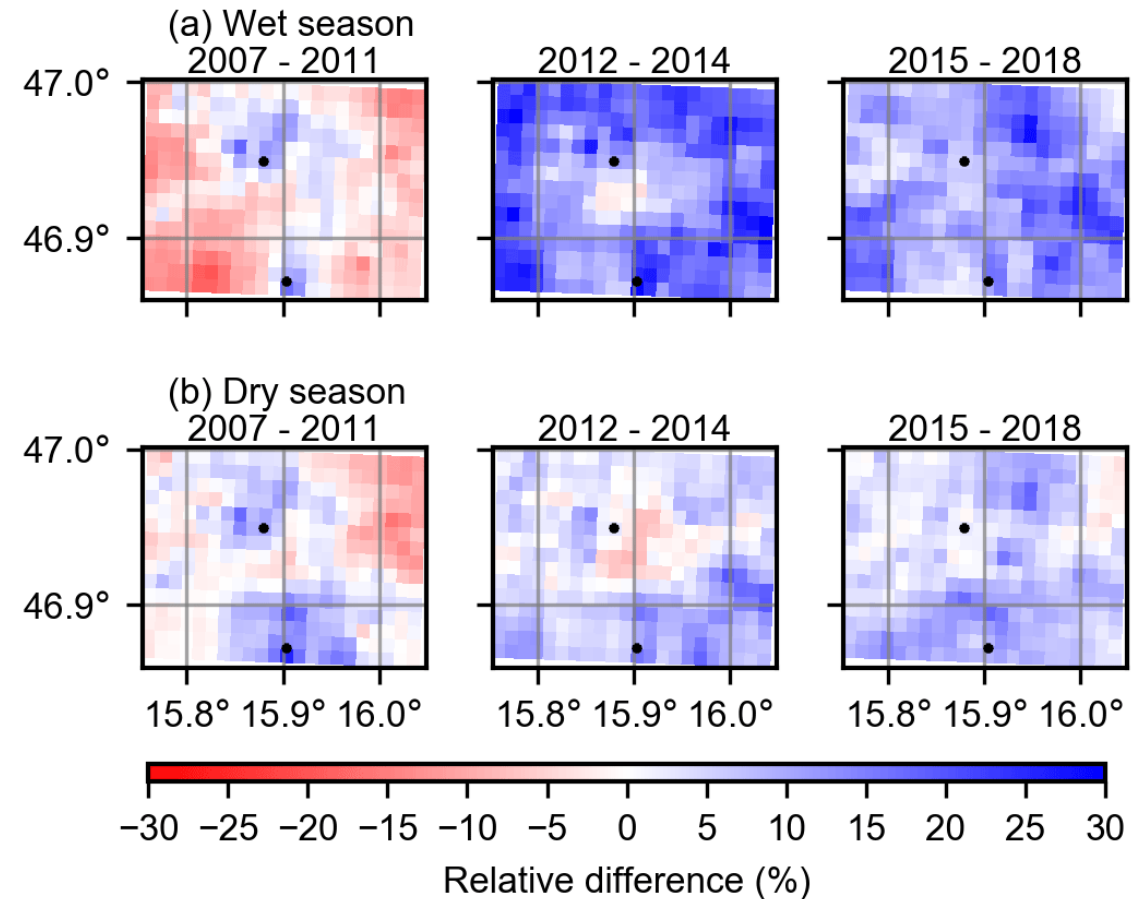 (a) Wet season
2007 - 2011 2012 - 2014 2015 - 2018
47.0°
46.9°
(b) Dry season
2007 - 2011 2012 - 2014 2015 - 2018
47.0°
46.9°
15.8° 15.9° 16.0° 15.8° 15.9° 16.0° 15.8° 15.9° 16.0°
−30 −25 −20 −15 −10 −5 0 5 10 15 20 25 30
Relative difference (%)